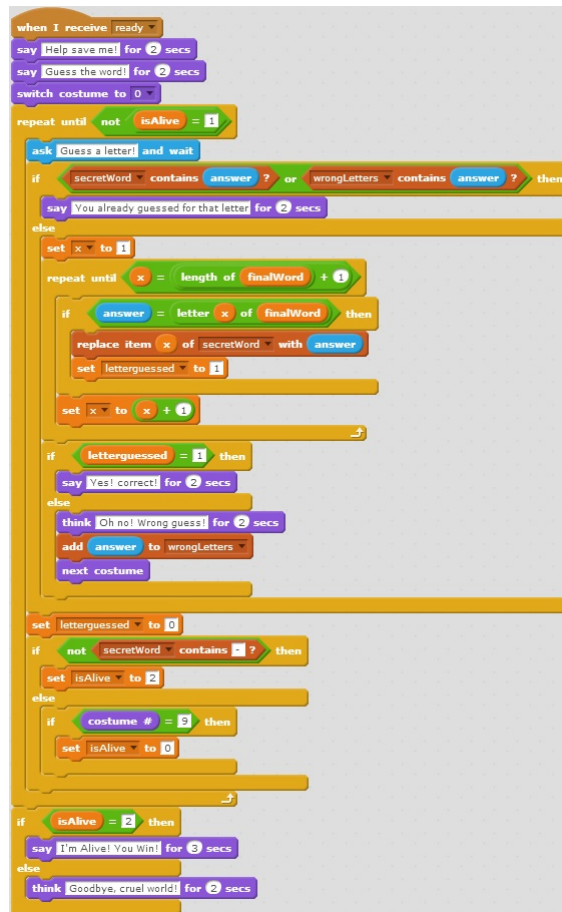 when I receive ready
say Help save me! for 2 secs
say Guess the word! for 2 secs
switch costume to 0
repeat until not isAlive = 1
ask Guess a letter! and wait
if secretWord contains answer ? or wrongLetters contains answer ? then
say You already guessed for that letter for 2 secs
else
set x to 1
repeat until x = length of finalWord + 1
if answer = letter x of finalWord then
replace item x of secretWord with answer
set letterguessed to 1
set x to x + 1
if letterguessed = 1 then
say Yes! correct! for 2 secs
else
think Oh no! Wrong guess! for 2 secs
add answer to wrongLetters
next costume
set letterguessed to 0
if not secretWord contains - ? then
set isAlive to 2
else
if costume # = 9 then
set isAlive to 0
if isAlive = 2 then
say I'm Alive! You Win! for 3 secs
else
think Goodbye, cruel world! for 2 secs